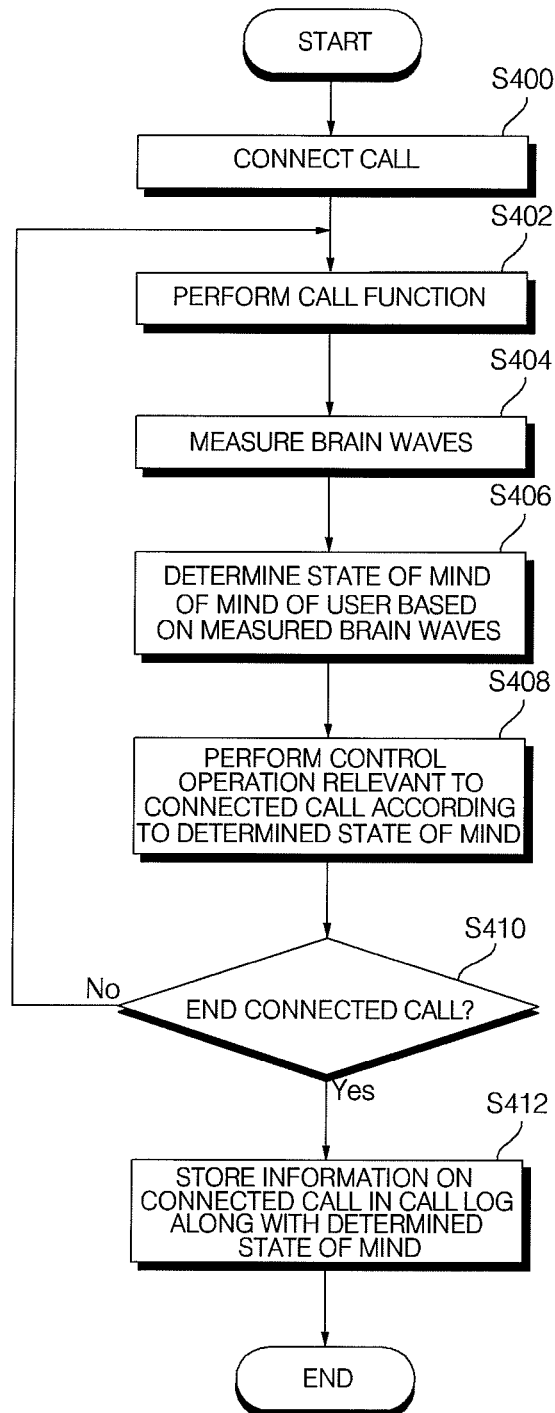 START
S400
CONNECT CALL
S402
PERFORM CALL FUNCTION
S404
MEASURE BRAIN WAVES
S406
DETERMINE STATE OF MIND
OF MIND OF USER BASED
ON MEASURED BRAIN WAVES
S408
PERFORM CONTROL
OPERATION RELEVANT TO
CONNECTED CALL ACCORDING
TO DETERMINED STATE OF MIND
S410
No
END CONNECTED CALL?
Yes
S412
STORE INFORMATION ON
CONNECTED CALL IN CALL LOG
ALONG WITH DETERMINED
STATE OF MIND
END